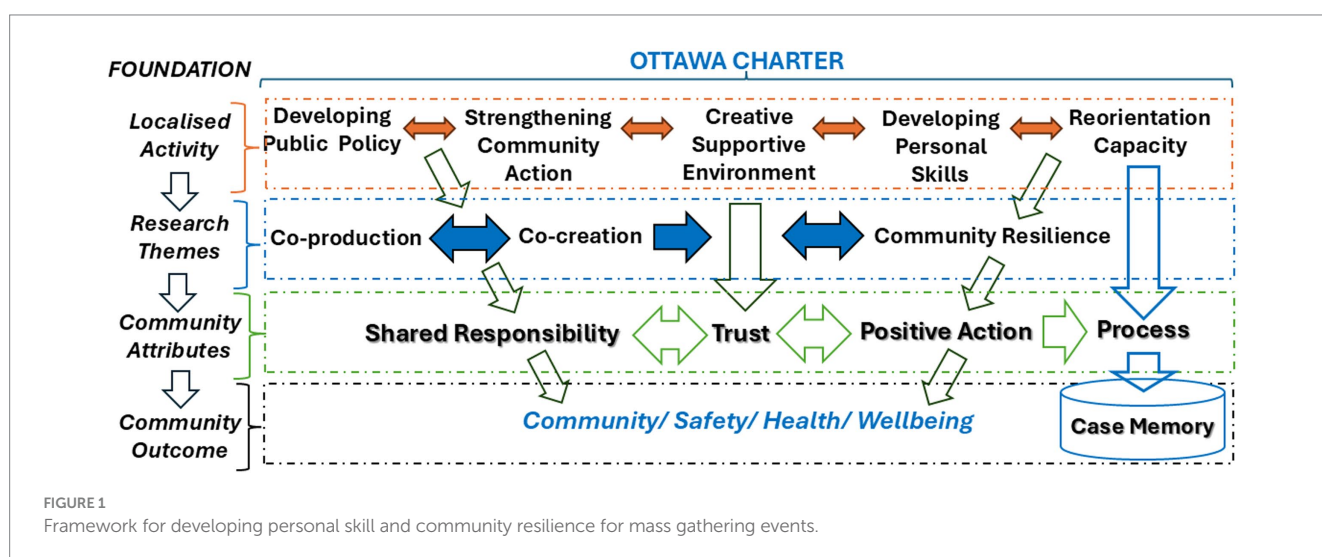 OTTAWA CHARTER
FOUNDATION
Localised
Activity
Developing
Public Policy
Strengthening
Community
Action
Creative
Supportive
Environment
Developing
Personal
Skills
Reorientation
Capacity
Research
Themes
Co-production
Co-creation
Community Resilience
Community
Attributes
Shared Responsibility
Trust
Positive Action
Process
Community
Outcome
Community/ Safety/ Health/ Wellbeing
Case Memory
FIGURE 1
Framework for developing personal skill and community resilience for mass gathering events.